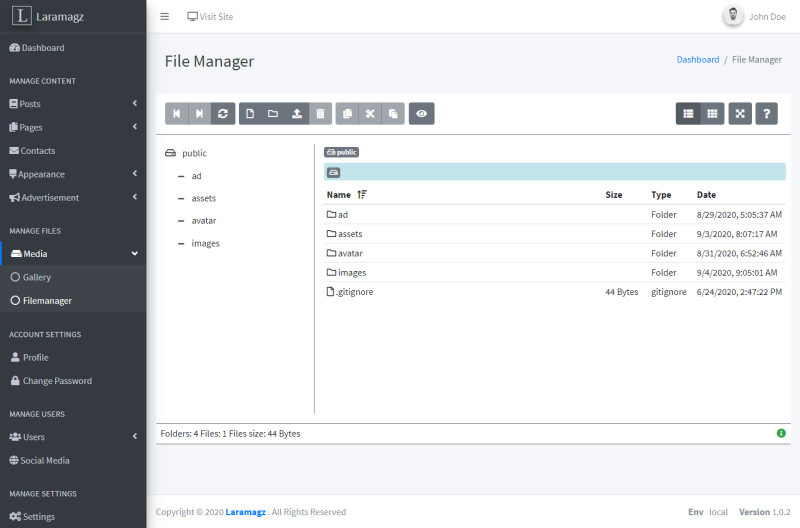 L Laramagz
Visit Site
John Doe
Dashboard
MANAGE CONTENT
Posts
Pages
Contacts
Appearance
Advertisement
MANAGE FILES
Media
Gallery
Filemanager
ACCOUNT SETTINGS
Profile
Change Password
MANAGE USERS
Users
Social Media
MANAGE SETTINGS
Settings
File Manager
Dashboard / File Manager
?
public
ad
assets
avatar
images
public
Name Size Type Date
ad Folder 8/29/2020, 5:05:37 AM
assets Folder 9/3/2020, 8:07:17 AM
avatar Folder 8/31/2020, 6:52:46 AM
images Folder 9/4/2020, 9:05:01 AM
.gitignore 44 Bytes gitignore 6/24/2020, 2:47:22 PM
Folders: 4 Files: 1 Files size: 44 Bytes
Copyright © 2020 Laramagz . All Rights Reserved
Env local Version 1.0.2